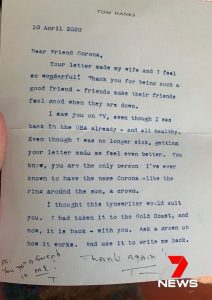 TOM HANKS
10 April 2020
Dear Friend Corona,
Your letter made my wife and I feel
so wonderful! Thank you for being such a
good friend - friends make their friends
feel good when they are down.
I saw you on TV, even though I was
back in the USA already - and all healthy.
Even though I was no longer sick, getting
your letter made me feel even better. You
know, you are the only person I've ever
known to have the name Corona - like the
ring around the sun, a crown.
I thought this typewriter would suit
you. I had taken it to the Gold Coast, and
now, it is back - with you. Ask a grown up
how it works. And use it to write me back.
Thank Again!
P.S. You got a friend in ME!
T
7
NEWS